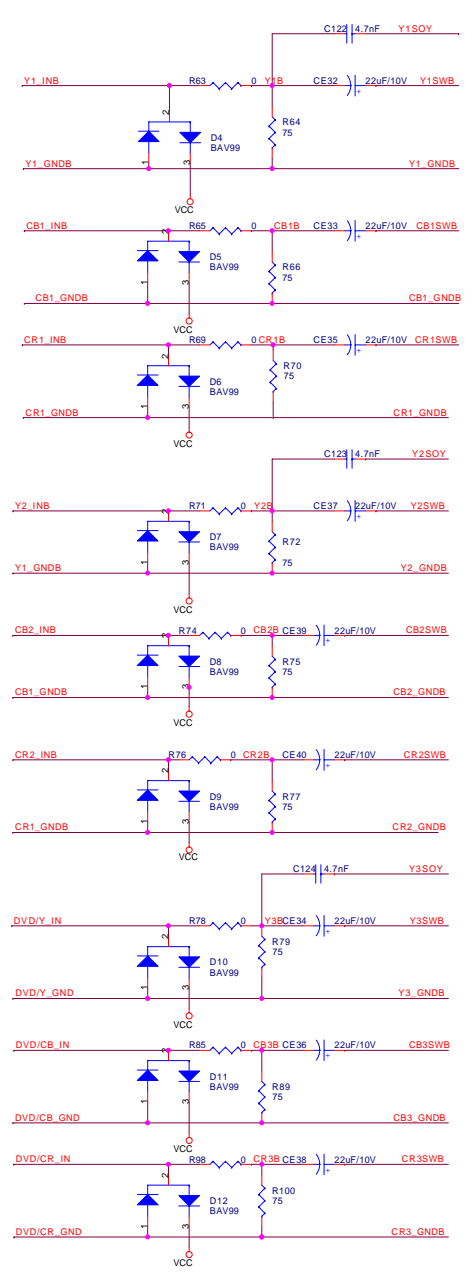 C122 4.7nF Y1SOY
Y1_INB R63 0 Y1B CE32 22uF/10V Y1SWB
2
R64
75
D4
BAV99
1 3
Y1_GNDB Y1_GNDB
VCC
CB1_INB R65 0 CB1B CE33 22uF/10V CB1SWB
2
D5
BAV99
R66
75
1 3
CB1_GNDB CB1_GNDB
VCC
CR1_INB R69 0 CR1B CE35 22uF/10V CR1SWB
2
R70
75
D6
BAV99
1 3
CR1_GNDB CR1_GNDB
VCC
C123 4.7nF Y2SOY
Y2_INB R71 0 Y2B CE37 22uF/10V Y2SWB
2
D7
BAV99
R72
75
1 3
Y1_GNDB Y2_GNDB
VCC
CB2_INB R74 0 CB2B CE39 22uF/10V CB2SWB
2
D8
BAV99
R75
75
1 3
CB1_GNDB CB2_GNDB
VCC
CR2_INB R76 0 CR2B CE40 22uF/10V CR2SWB
2
D9
BAV99
R77
75
1 3
CR1_GNDB CR2_GNDB
VCC
C124 4.7nF Y3SOY
DVD/Y_IN R78 0 Y3B CE34 22uF/10V Y3SWB
2
R79
75
D10
BAV99
1 3
DVD/Y_GND Y3_GNDB
VCC
DVD/CB_IN R85 0 CB3B CE36 22uF/10V CB3SWB
2
D11
BAV99
R89
75
1 3
DVD/CB_GND CB3_GNDB
VCC
DVD/CR_IN R98 0 CR3B CE38 22uF/10V CR3SWB
2
D12
BAV99
R100
75
1 3
DVD/CR_GND CR3_GNDB
VCC